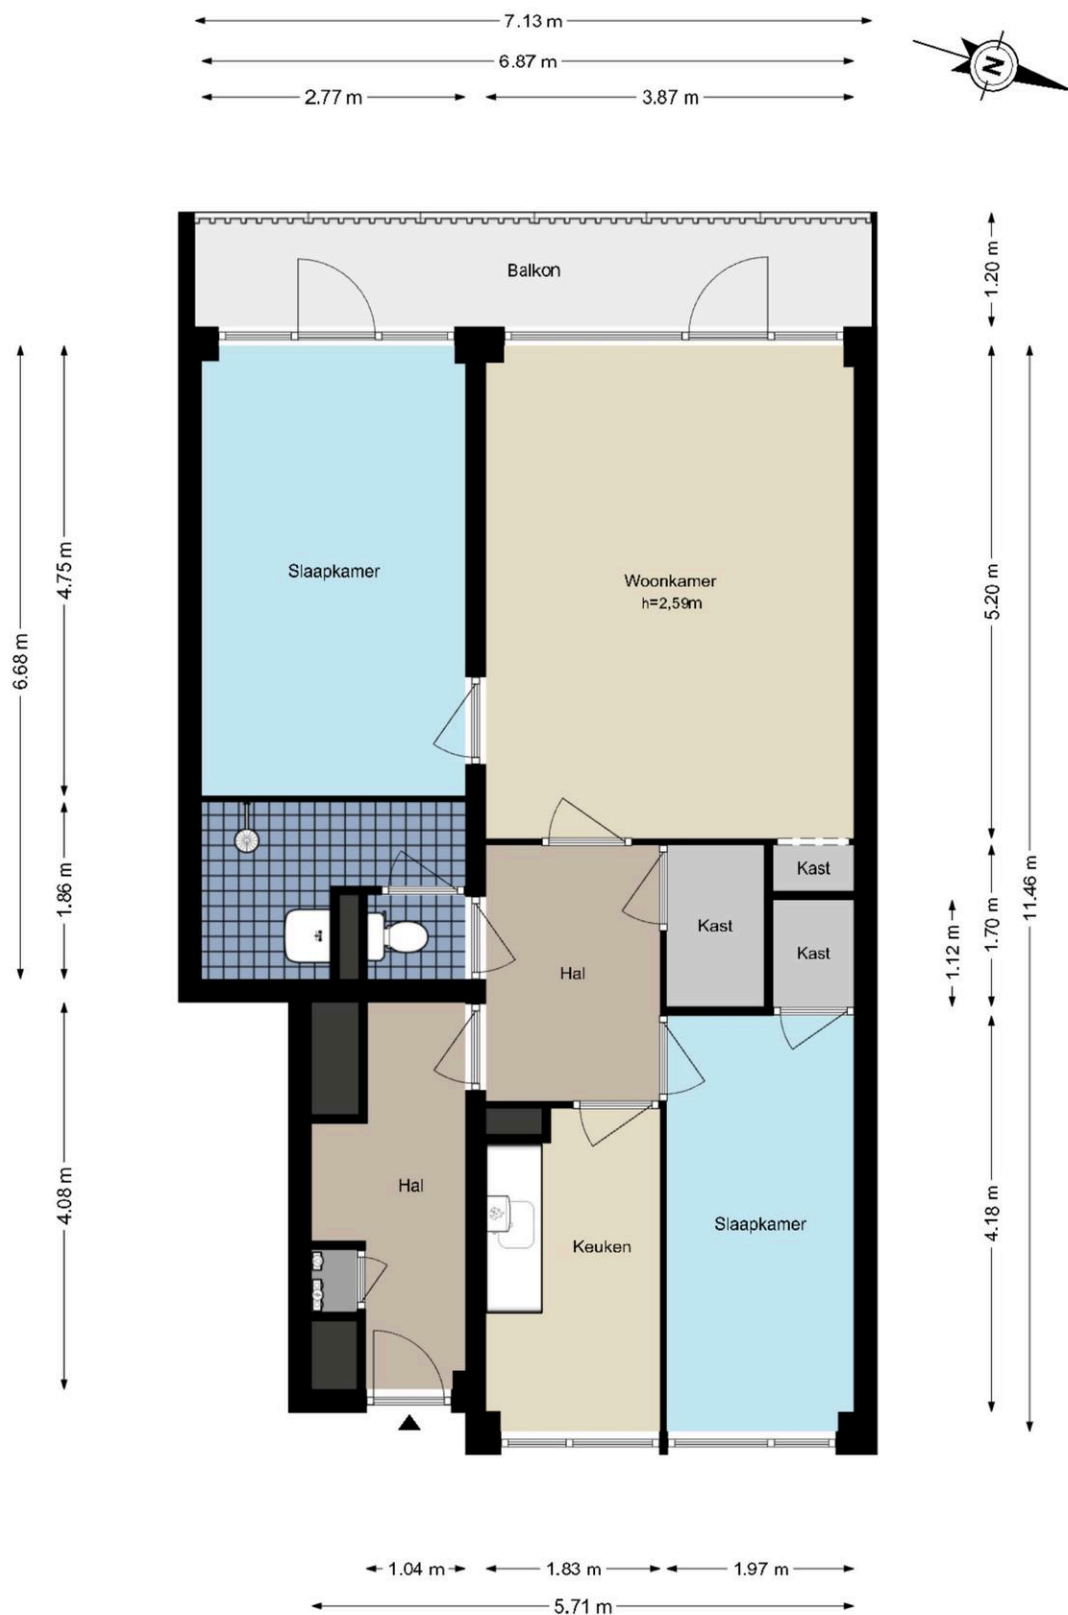 7.13 m
6.87 m
2.77 m
3.87 m
N
Balkon
1.20 m
Slaapkamer
Woonkamer
h=2,59m
4.75 m
6.68 m
5.20 m
11.46 m
1.86 m
Kast
Kast
Kast
Hal
1.12 m
1.70 m
4.08 m
Hal
Keuken
Slaapkamer
4.18 m
1.04 m
1.83 m
1.97 m
5.71 m